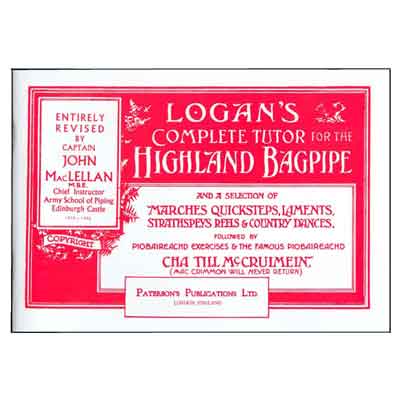 ENTIRELY
REVISED
BY
CAPTAIN
JOHN
MACLELLAN
M.B.E.
Chief Instructor
Army School of Piping
Edinburgh Castle
COPYRIGHT
LOGAN'S
COMPLETE TUTOR FOR THE
HIGHLAND BAGPIPE
AND A SELECTION OF
MARCHES QUICKSTEPS, LAMENTS,
STRATHSPEYS REELS & COUNTRY DANCES,
FOLLOWED BY
PIOBAIREACHD EXERCISES & THE FAMOUS PIOBAIREACHD
CHA TILL MCCRUIMEIN,
(MAC CRIMMON WILL NEVER RETURN)
PATERSON'S PUBLICATIONS LTD.
LONDON, ENGLAND